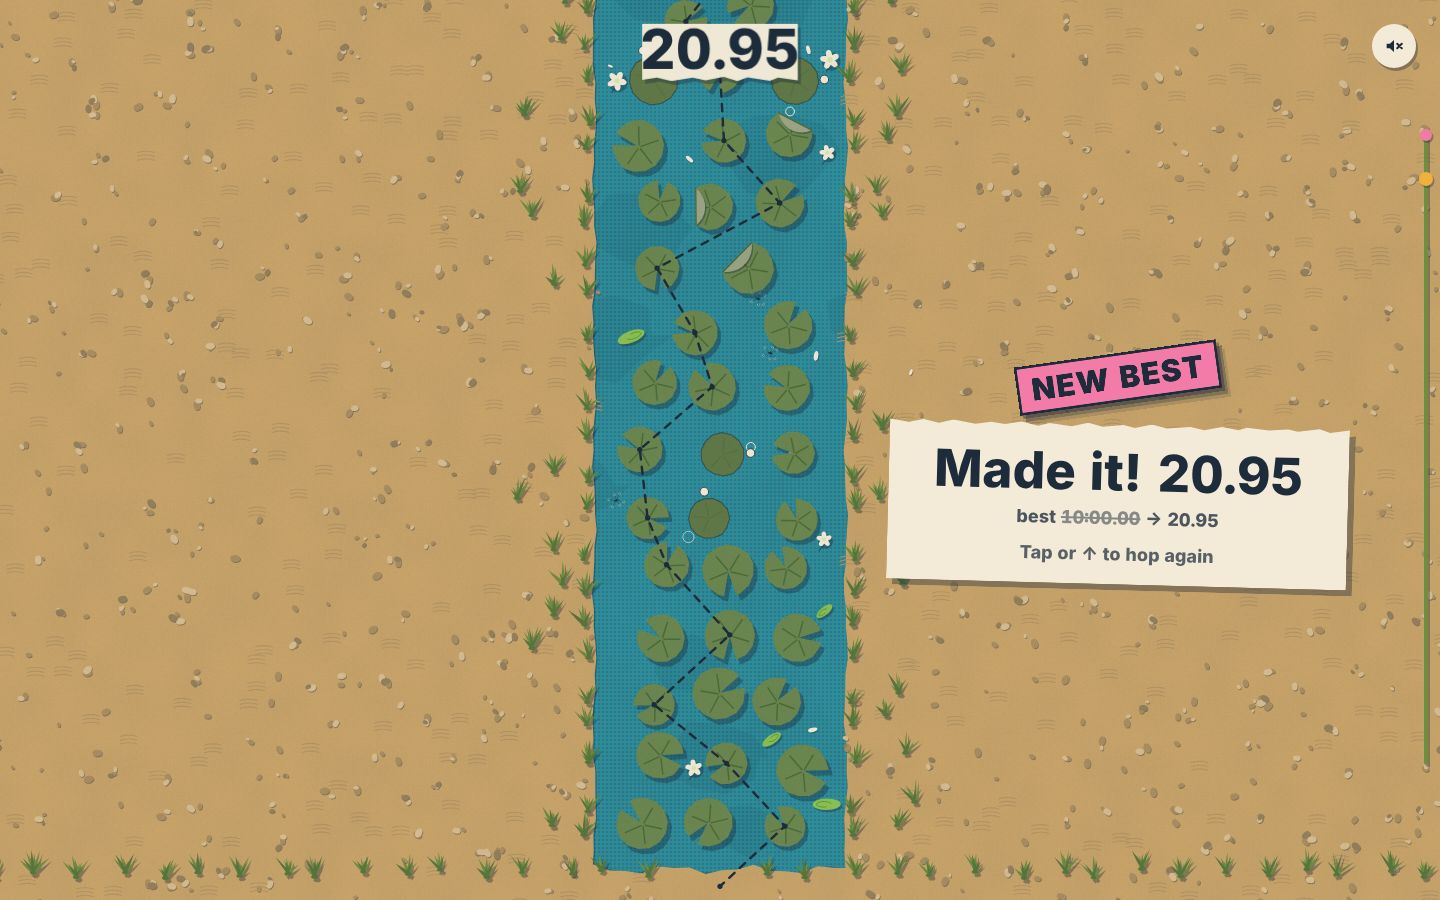 20.95
NEW BEST
Made it! 20.95
best 10:00.00 → 20.95
Tap or ↑ to hop again